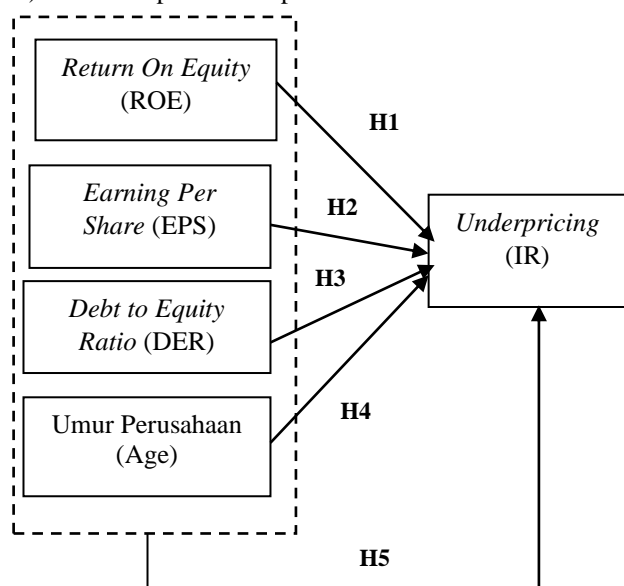 Return On Equity
(ROE)
H1
Earning Per
Share (EPS)
H2
Underpricing
(IR)
H3
Debt to Equity
Ratio (DER)
Umur Perusahaan
(Age)
H4
H5